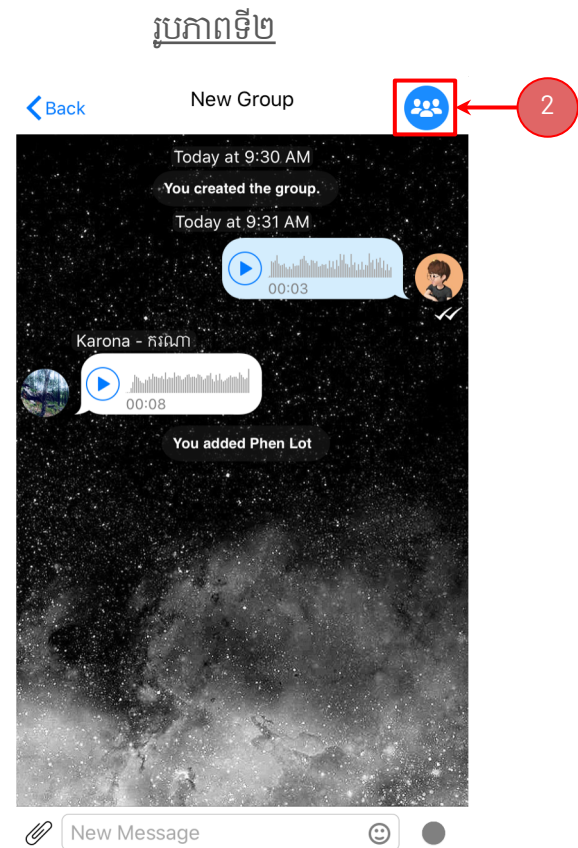 រូបភាពទី២
Back
New Group
2
Today at 9:30 AM
You created the group.
Today at 9:31 AM
00:03
Karona - ករណា
00:08
You added Phen Lot
New Message